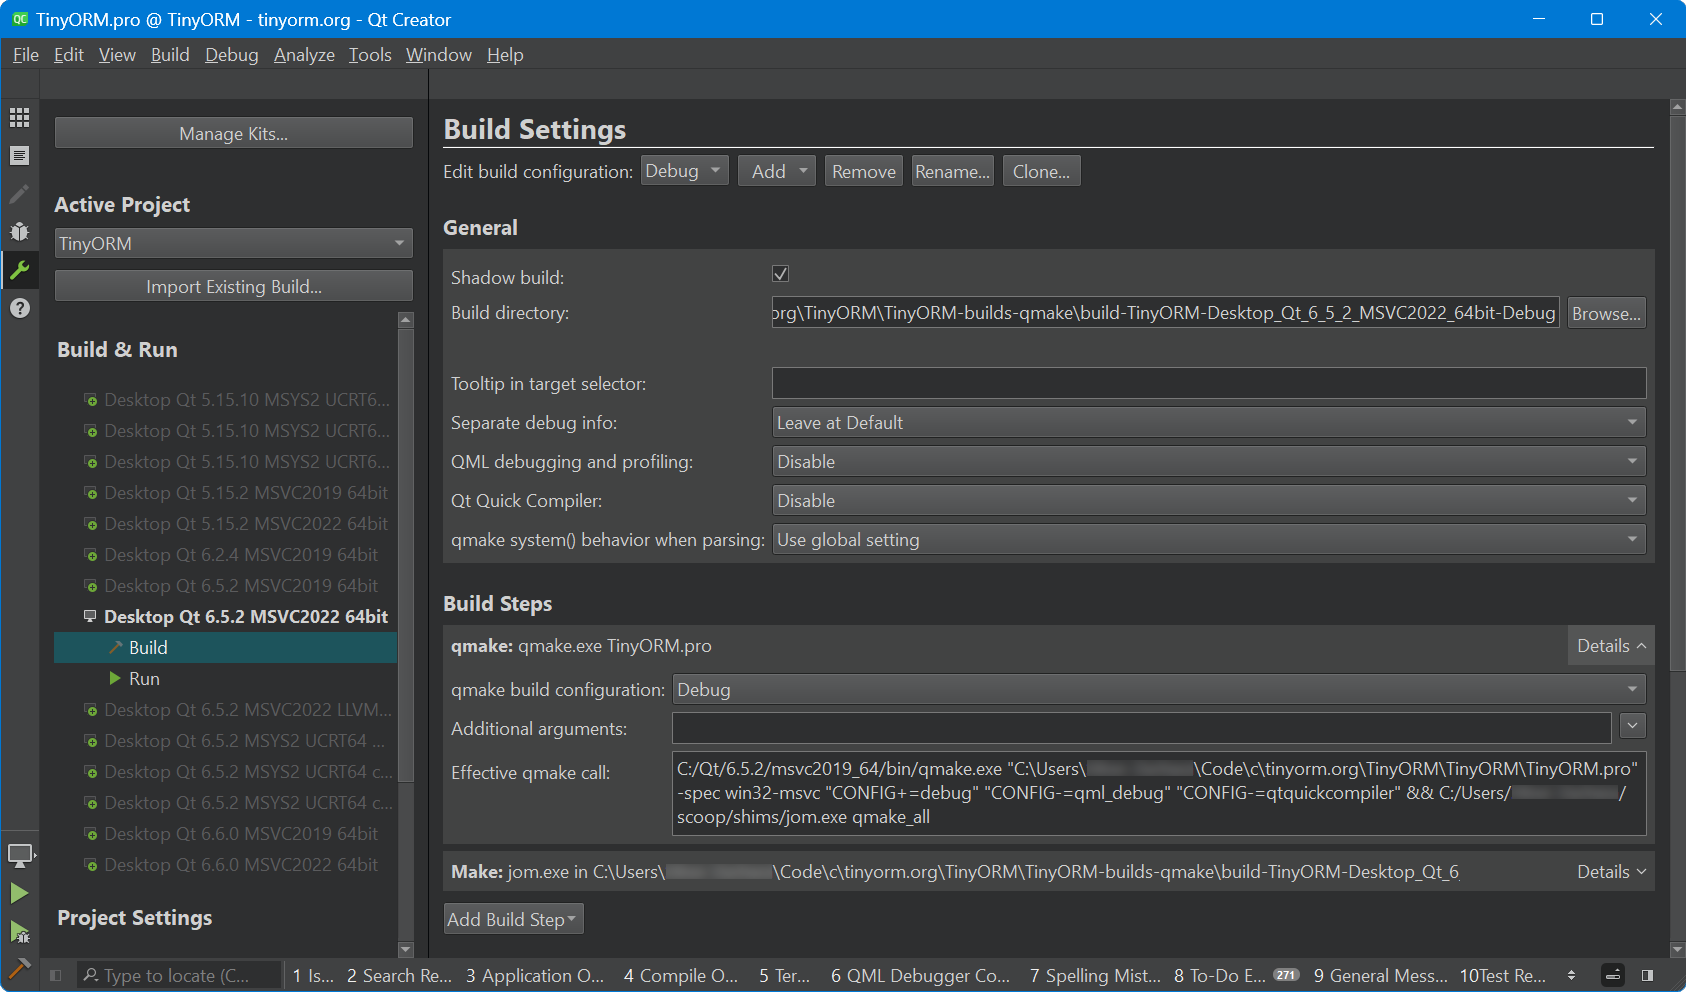 TinyORM.pro @ TinyORM - tinyorm.org - Qt Creator
File Edit View Build Debug Analyze Tools Window Help
Manage Kits...
Active Project
TinyORM
Import Existing Build...
Build & Run
Desktop Qt 5.15.10 MSYS2 UCRT6...
Desktop Qt 5.15.10 MSYS2 UCRT6...
Desktop Qt 5.15.10 MSYS2 UCRT6...
Desktop Qt 5.15.2 MSVC2019 64bit
Desktop Qt 5.15.2 MSVC2022 64bit
Desktop Qt 6.2.4 MSVC2019 64bit
Desktop Qt 6.5.2 MSVC2019 64bit
Desktop Qt 6.5.2 MSVC2022 64bit
Build
Run
Desktop Qt 6.5.2 MSVC2022 LLVM...
Desktop Qt 6.5.2 MSYS2 UCRT64 ...
Desktop Qt 6.5.2 MSYS2 UCRT64 c...
Desktop Qt 6.5.2 MSYS2 UCRT64 c...
Desktop Qt 6.6.0 MSVC2019 64bit
Desktop Qt 6.6.0 MSVC2022 64bit
Project Settings
Build Settings
Edit build configuration: Debug Add Remove Rename... Clone...
General
Shadow build:
Build directory: org\TinyORM\TinyORM-builds-qmake\build-TinyORM-Desktop_Qt_6_5_2_MSVC2022_64bit-Debug Browse...
Tooltip in target selector:
Separate debug info: Leave at Default
QML debugging and profiling: Disable
Qt Quick Compiler: Disable
qmake system() behavior when parsing: Use global setting
Build Steps
qmake: qmake.exe TinyORM.pro Details
qmake build configuration: Debug
Additional arguments:
Effective qmake call: C:/Qt/6.5.2/msvc2019_64/bin/qmake.exe "C:\Users\ \Code\c\tinyorm.org\TinyORM\TinyORM\TinyORM.pro"
-spec win32-msvc "CONFIG+=debug" "CONFIG-=qml_debug" "CONFIG-=qtquickcompiler" && C:/Users/ /
scoop/shims/jom.exe qmake_all
Make: jom.exe in C:\Users\ \Code\c\tinyorm.org\TinyORM\TinyORM-builds-qmake\build-TinyORM-Desktop_Qt_6_ Details
Add Build Step
Type to locate (C... 1 Is... 2 Search Re... 3 Application O... 4 Compile O... 5 Ter... 6 QML Debugger Co... 7 Spelling Mist... 8 To-Do E... 271 9 General Mess... 10Test Re...